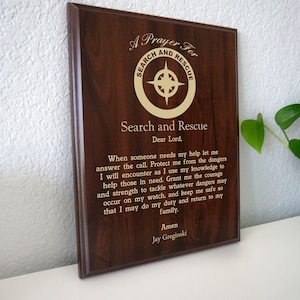 A Prayer For
SEARCH AND RESCUE
Search and Rescue
Dear Lord,
When someone needs my help let me
answer the call. Protect me from the dangers
I will encounter as I use my knowledge to
help those in need. Grant me the courage
and strength to tackle whatever dangers may
occur on my watch, and keep me safe so
that I may do my duty and return to my
family.
Amen
Jay Greginski